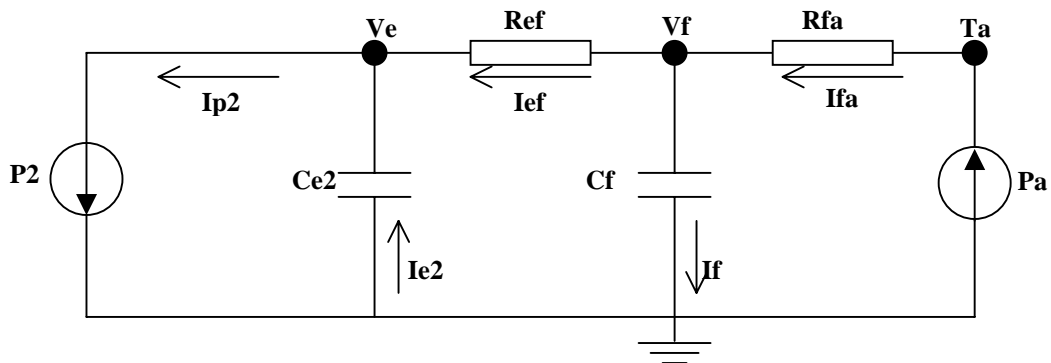 Ve Ref Vf Rfa Ta
Ip2 Ief Ifa
P2 Ce2 Cf Pa
Ie2 If